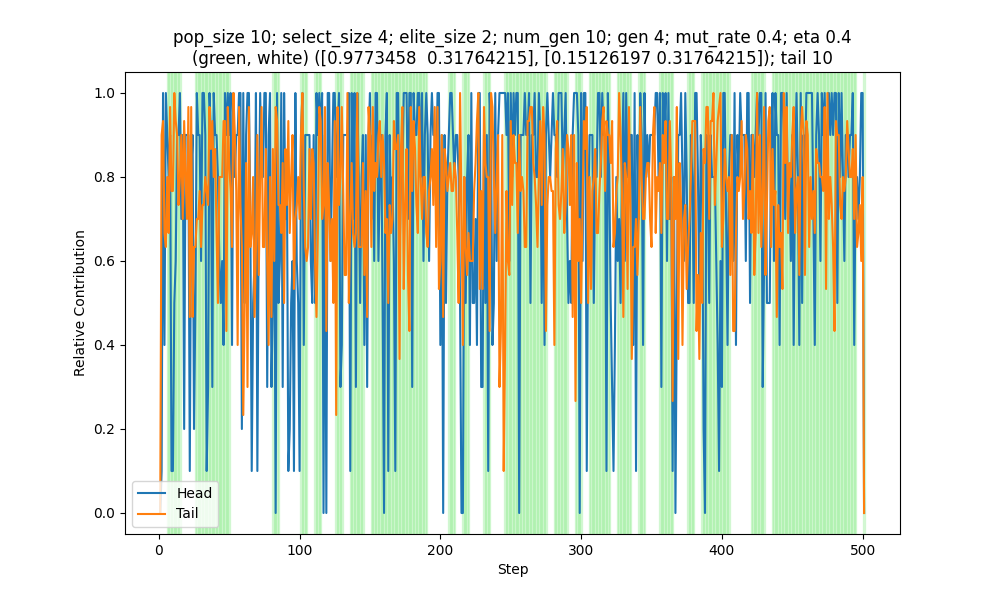 pop_size 10; select_size 4; elite_size 2; num_gen 10; gen 4; mut_rate 0.4; eta 0.4
(green, white) ([0.9773458  0.31764215], [0.15126197 0.31764215]); tail 10
Relative Contribution
1.0
0.8
0.6
0.4
0.2
0.0
Head
Tail
0 100 200 300 400 500
Step